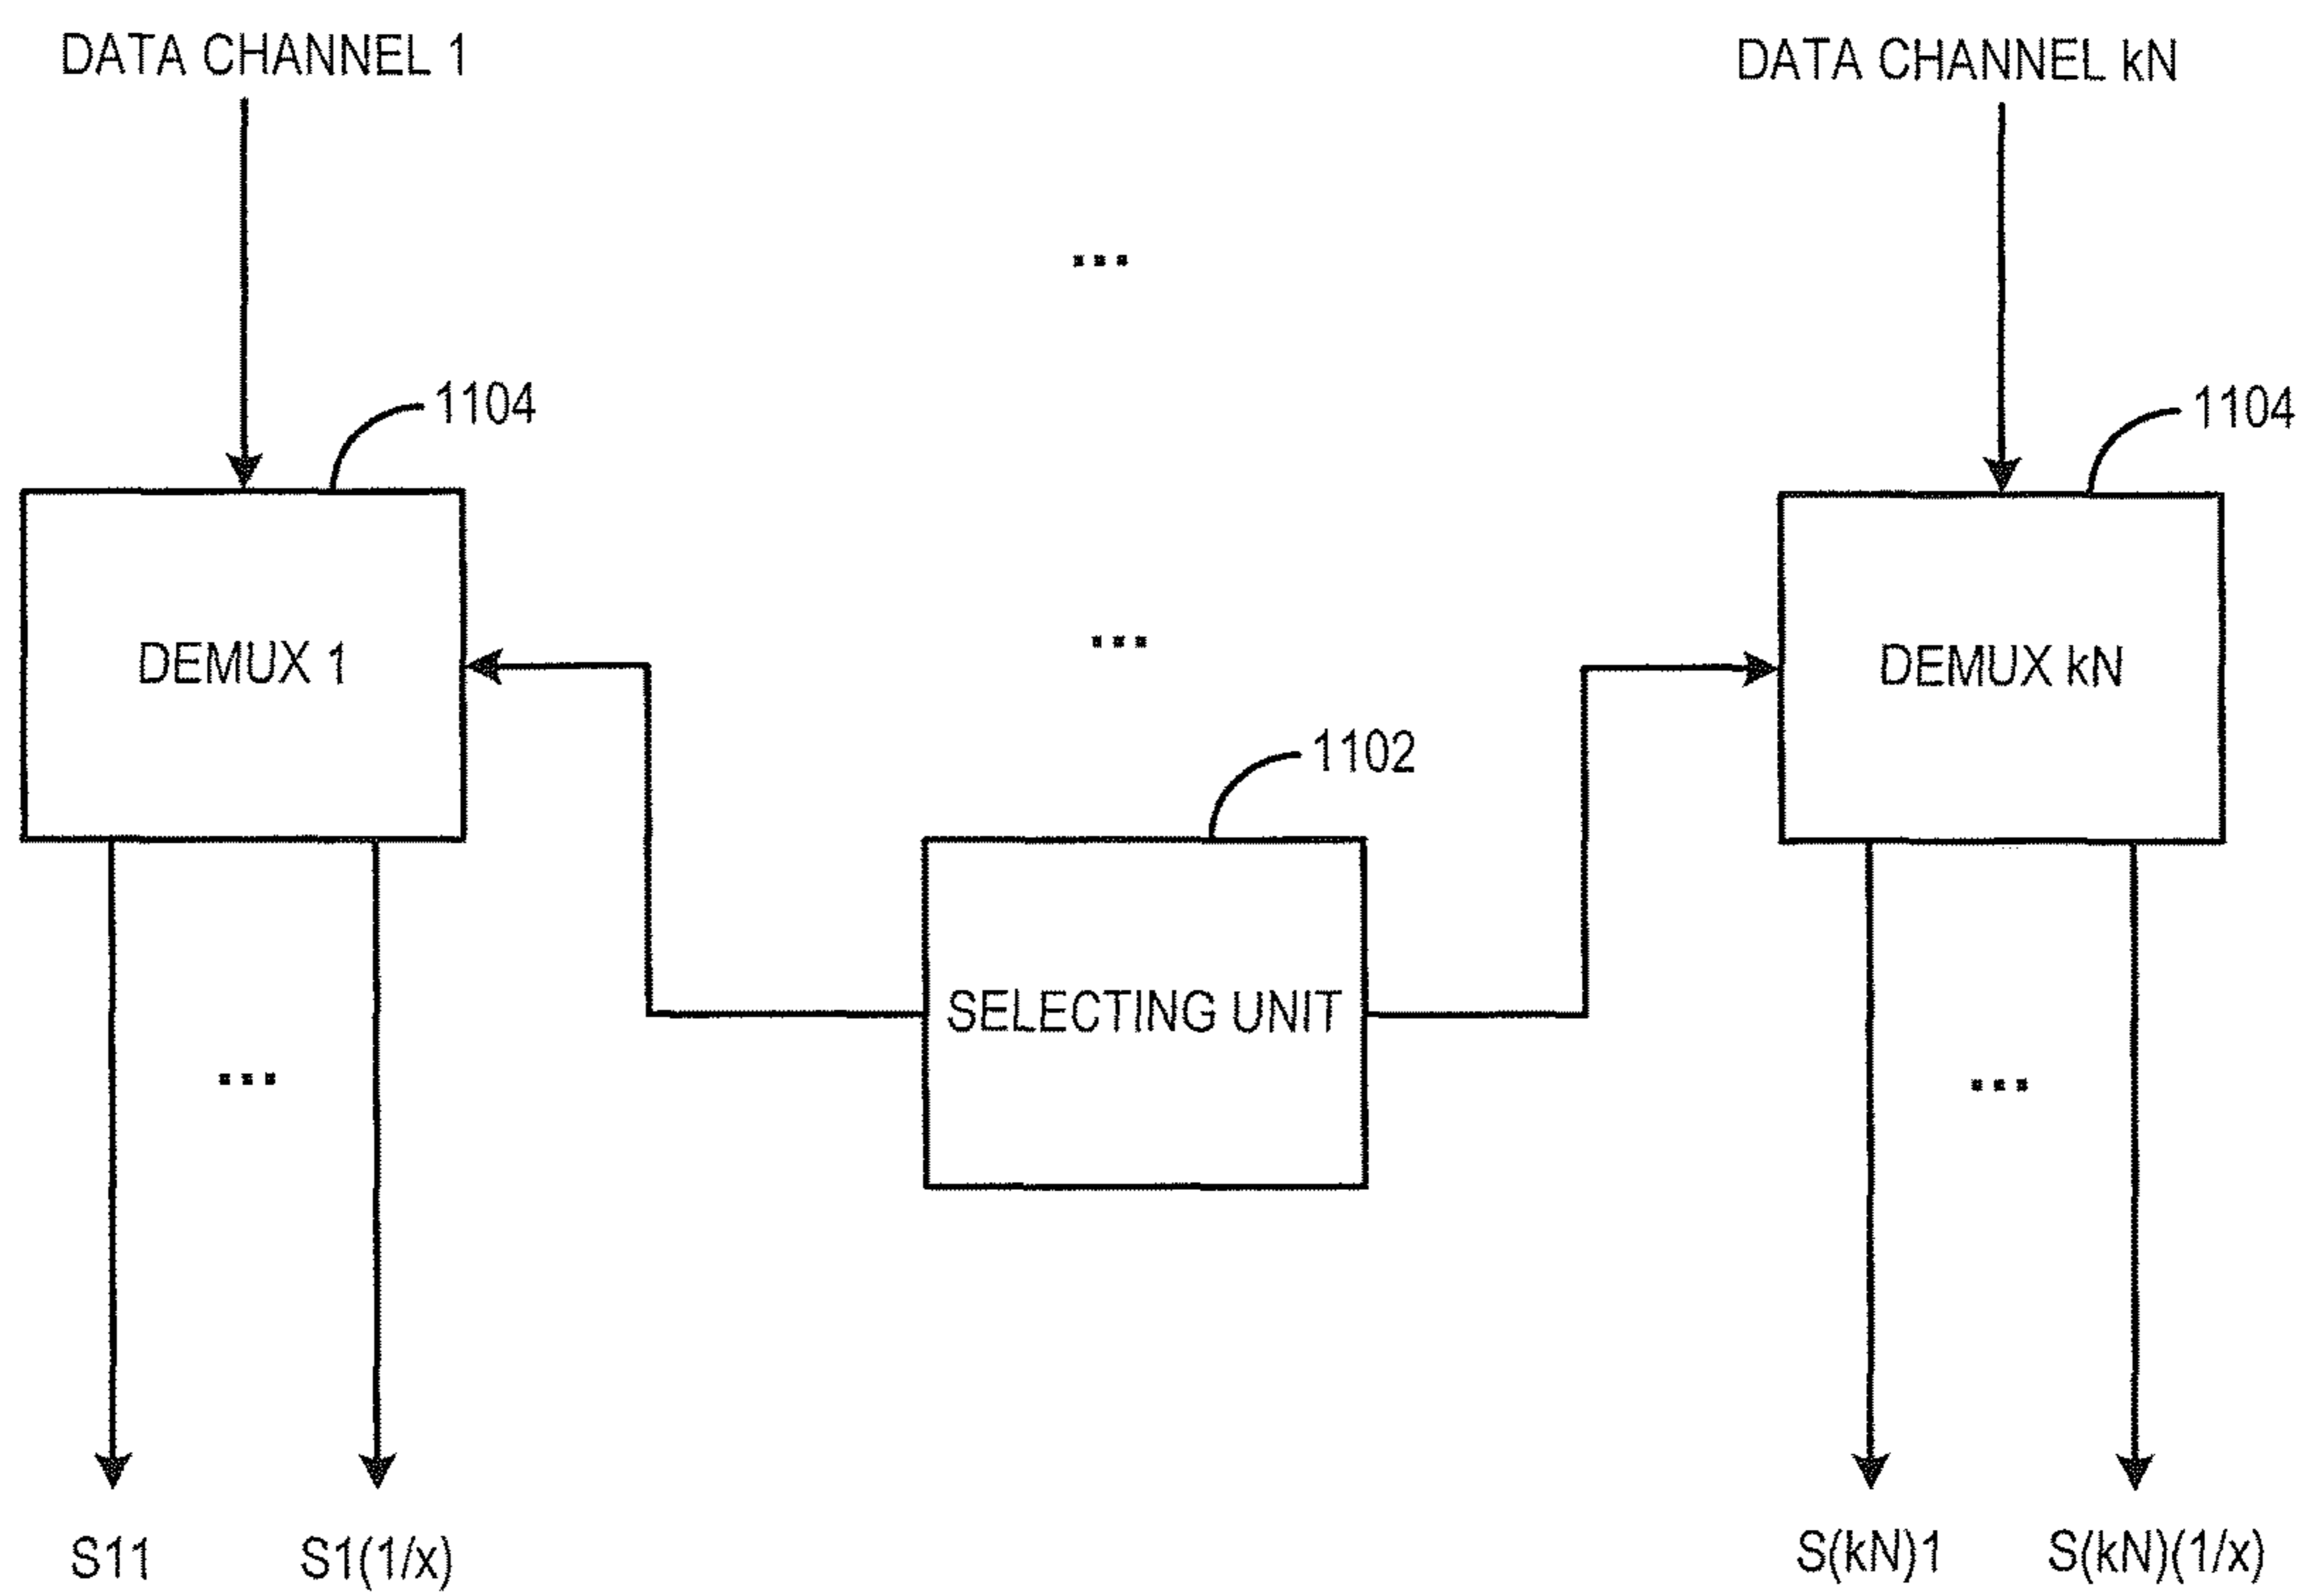 DATA CHANNEL 1
DATA CHANNEL kN
...
1104
1104
DEMUX 1
...
DEMUX kN
1102
SELECTING UNIT
...
...
S11
S1(1/x)
S(kN)1
S(kN)(1/x)